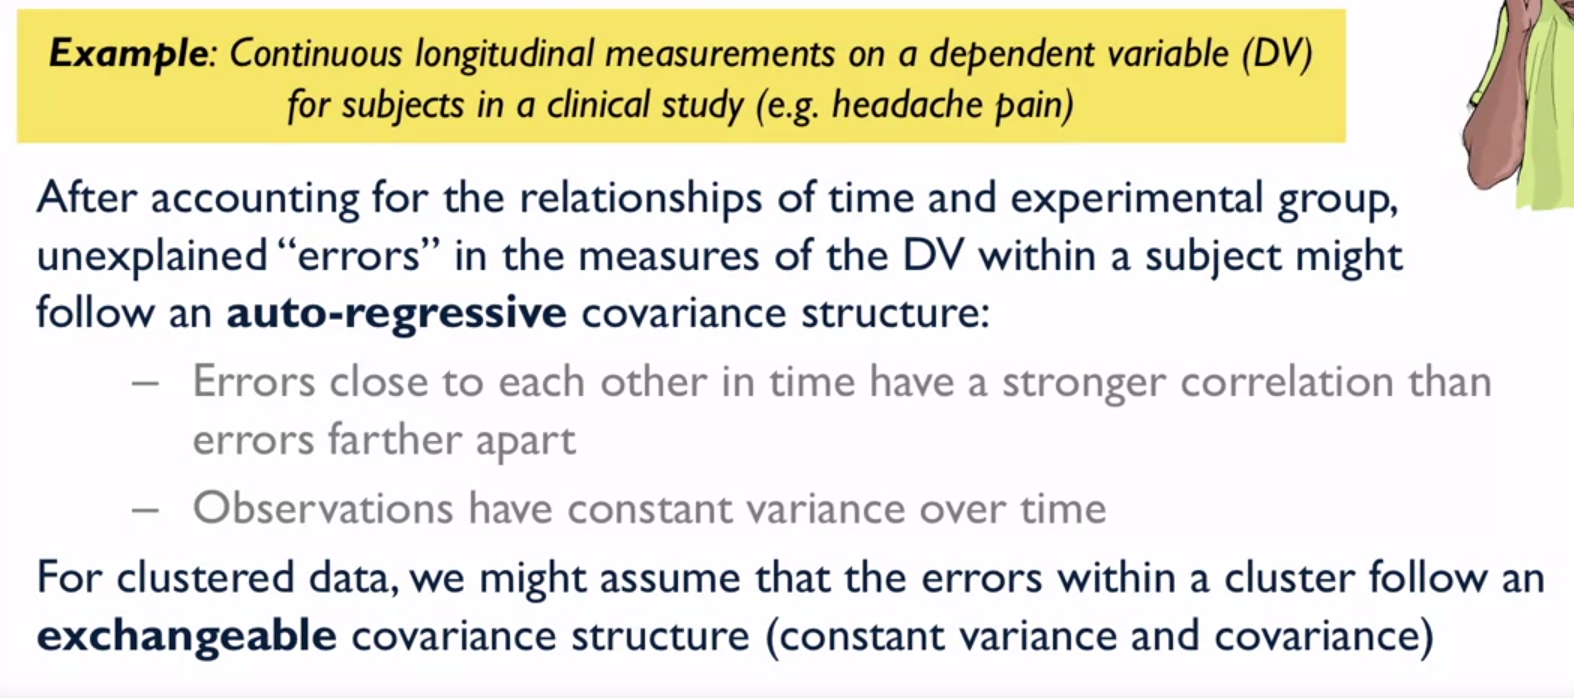 Example: Continuous longitudinal measurements on a dependent variable (DV)
for subjects in a clinical study (e.g. headache pain)
After accounting for the relationships of time and experimental group,
unexplained “errors” in the measures of the DV within a subject might
follow an auto-regressive covariance structure:
– Errors close to each other in time have a stronger correlation than
errors farther apart
– Observations have constant variance over time
For clustered data, we might assume that the errors within a cluster follow an
exchangeable covariance structure (constant variance and covariance)